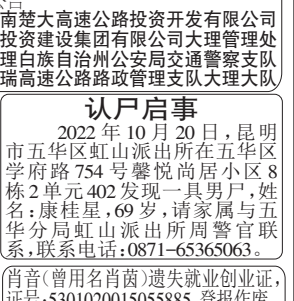 南楚大高速公路投资开发有限公司
投资建设集团有限公司大理管理处
理白族自治州公安局交通警察支队
瑞高速公路路政管理支队大理大队
认尸启事
2022年10月20日,昆明
市五华区虹山派出所在五华区
学府路754号馨悦尚居小区8
栋2单元402发现一具男尸,姓
名:康桂星,69岁,请家属与五
华分局虹山派出所周警官联
系,联系电话:0871-65365063。
肖音(曾用名肖茵)遗失就业创业证,
证号:5301020015055885,登报作废。